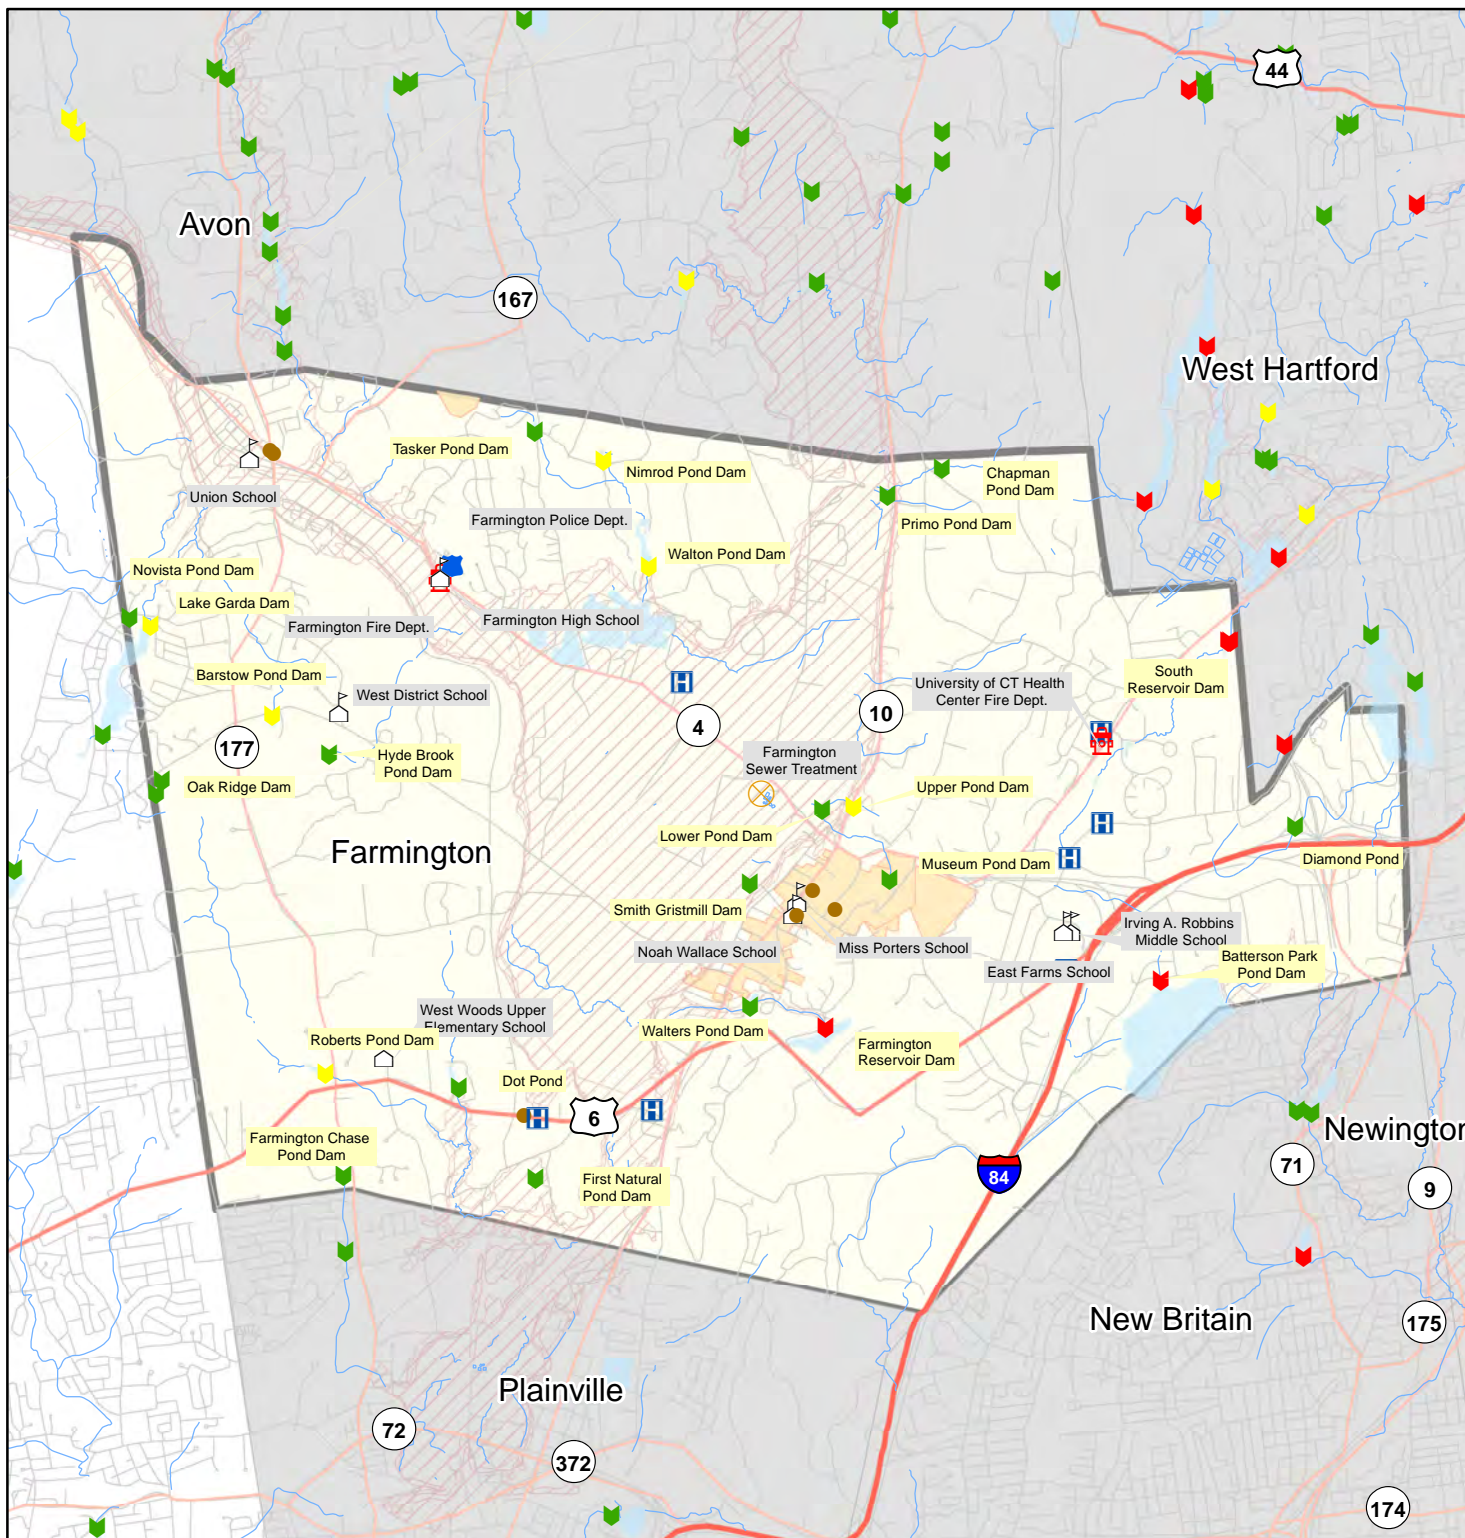 44
Avon
167
West Hartford
Tasker Pond Dam
Nimrod Pond Dam
Chapman
Pond Dam
Union School
Farmington Police Dept.
Primo Pond Dam
Walton Pond Dam
Novista Pond Dam
Lake Garda Dam
Farmington Fire Dept.
Farmington High School
Barstow Pond Dam
West District School
University of CT Health
Center Fire Dept.
South
Reservoir Dam
4
10
177
Hyde Brook
Pond Dam
Farmington
Sewer Treatment
Oak Ridge Dam
Upper Pond Dam
Lower Pond Dam
Farmington
Museum Pond Dam
Diamond Pond
Smith Gristmill Dam
Noah Wallace School
Miss Porters School
Irving A. Robbins
Middle School
East Farms School
Batterson Park
Pond Dam
West Woods Upper
Elementary School
Roberts Pond Dam
Walters Pond Dam
Farmington
Reservoir Dam
Dot Pond
H
H
H
H
H
H
6
Farmington Chase
Pond Dam
First Natural
Pond Dam
84
Newington
71
9
New Britain
175
Plainville
72
372
174